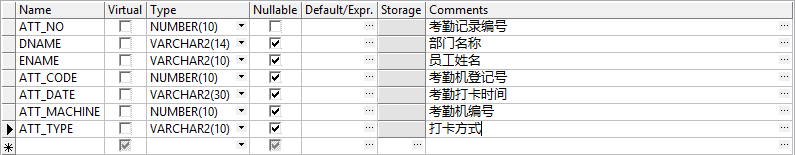 Name Virtual Type Nullable Default/Expr. Storage Comments
ATT_NO NUMBER(10) ... 考勤记录编号 ...
DNAME VARCHAR2(14) ... 部门名称 ...
ENAME VARCHAR2(10) ... 员工姓名 ...
ATT_CODE NUMBER(10) ... 考勤机登记号 ...
ATT_DATE VARCHAR2(30) ... 考勤打卡时间 ...
ATT_MACHINE NUMBER(10) ... 考勤机编号 ...
ATT_TYPE VARCHAR2(10) ... 打卡方式 ...
... ... ...